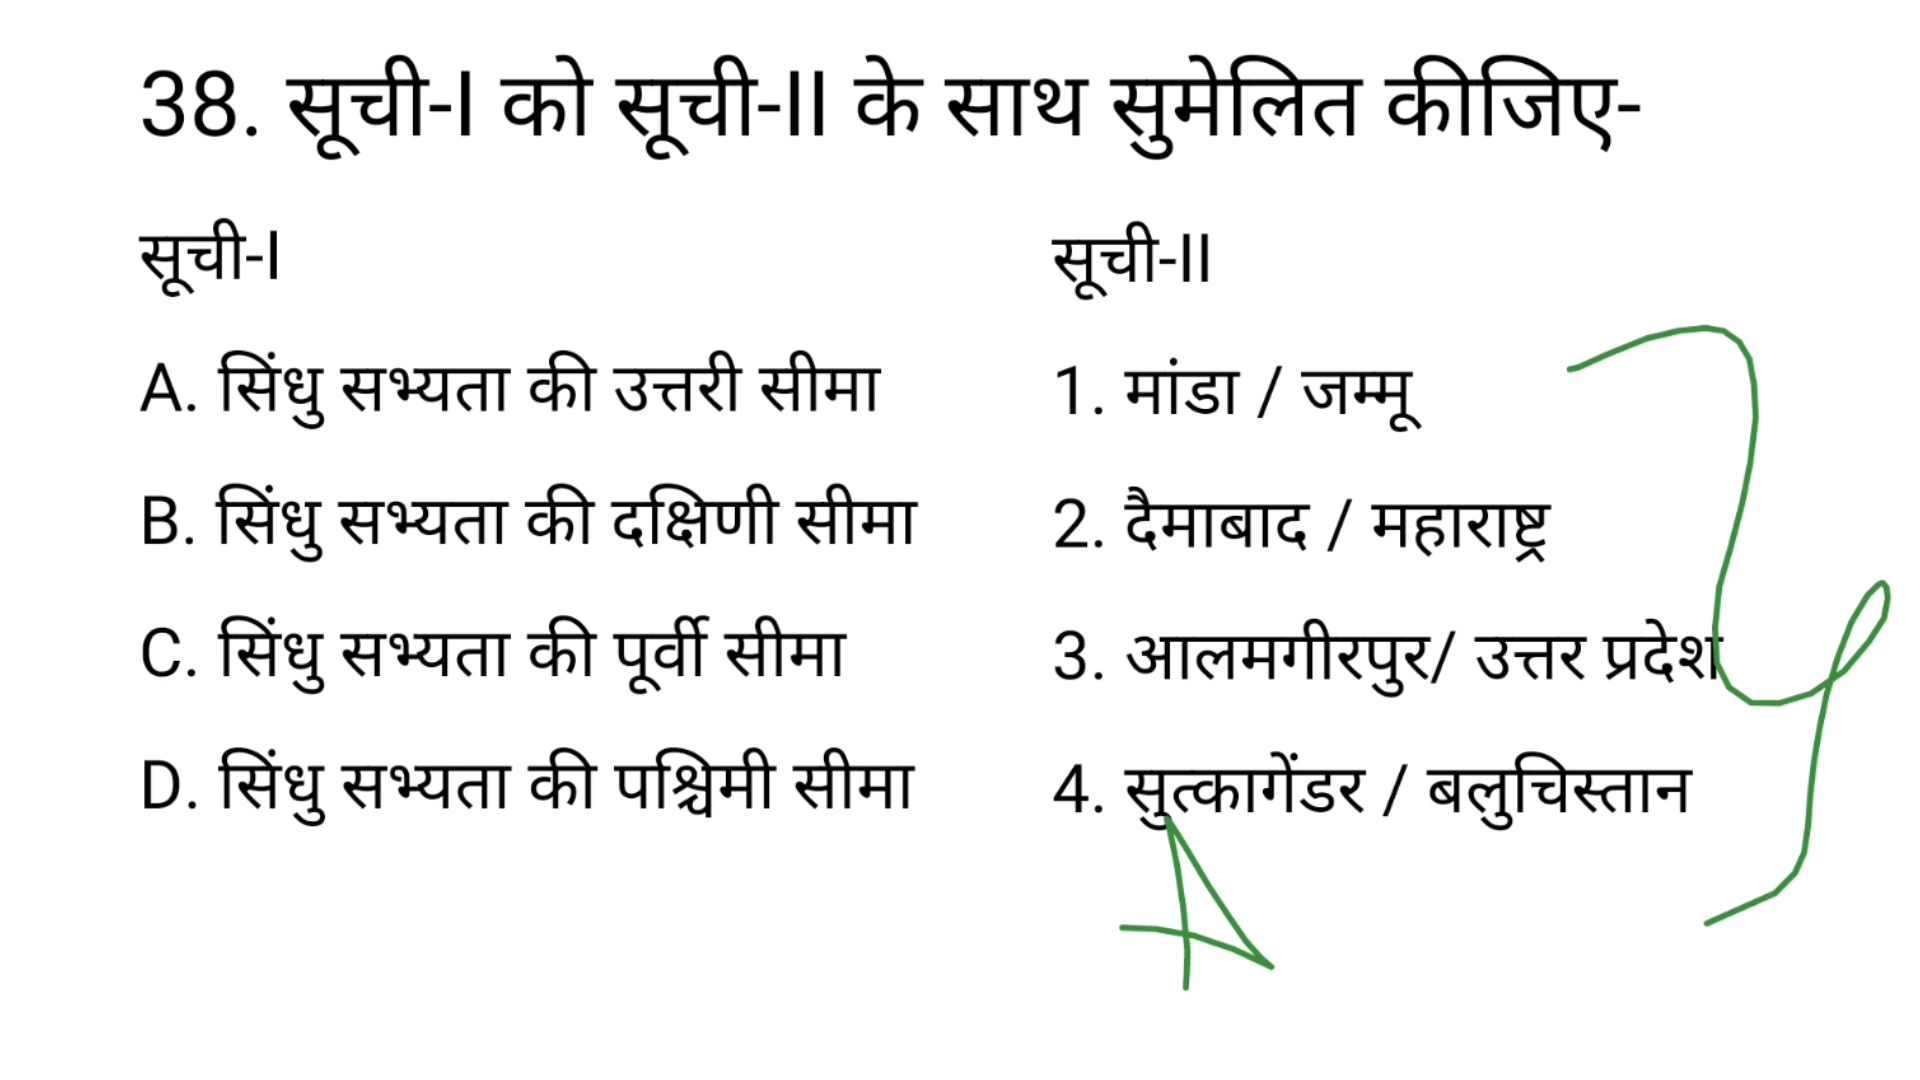 38. सूची-I को सूची-II के साथ सुमेलित कीजिए-
सूची-I
सूची-II
A. सिंधु सभ्यता की उत्तरी सीमा
1. मांडा / जम्मू
B. सिंधु सभ्यता की दक्षिणी सीमा
2. दैमाबाद / महाराष्ट्र
C. सिंधु सभ्यता की पूर्वी सीमा
3. आलमगीरपुर/ उत्तर प्रदेश
D. सिंधु सभ्यता की पश्चिमी सीमा
4. सुत्कागेंडर / बलुचिस्तान